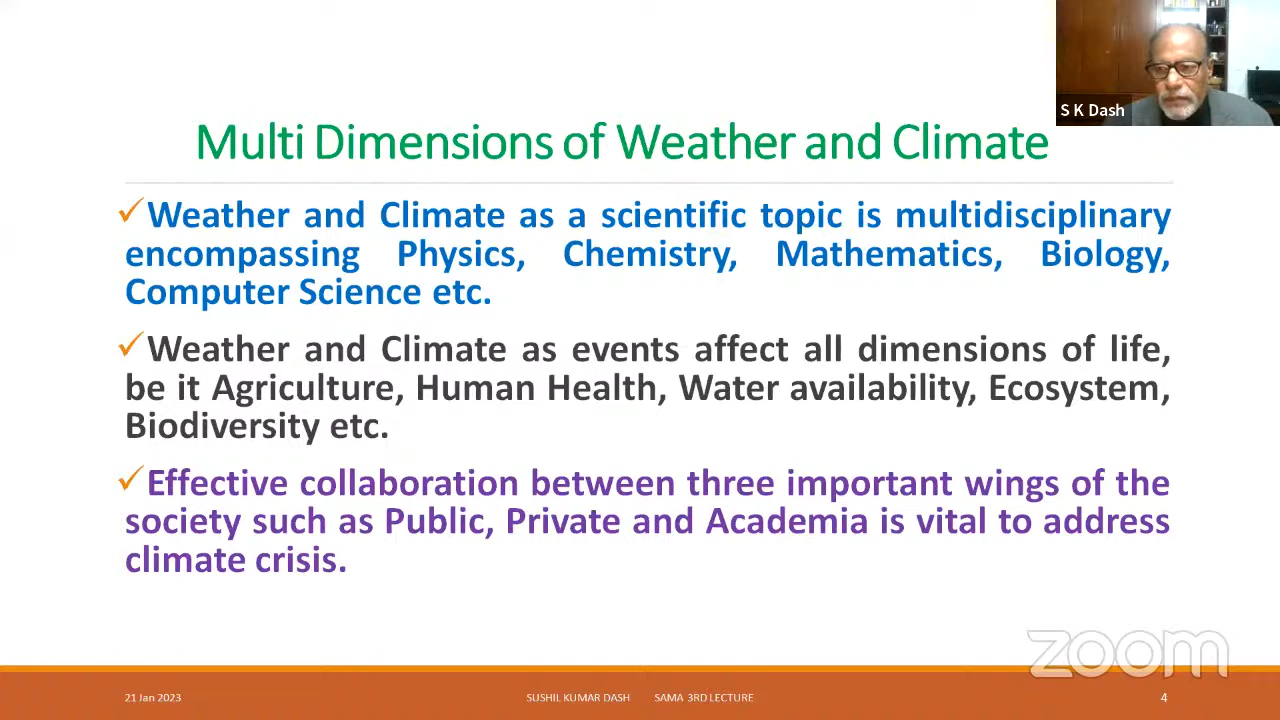 S K Dash
Multi Dimensions of Weather and Climate
✓Weather and Climate as a scientific topic is multidisciplinary
encompassing Physics, Chemistry, Mathematics, Biology,
Computer Science etc.
✓Weather and Climate as events affect all dimensions of life,
be it Agriculture, Human Health, Water availability, Ecosystem,
Biodiversity etc.
✓Effective collaboration between three important wings of the
society such as Public, Private and Academia is vital to address
climate crisis.
zoom
21 Jan 2023 SUSHIL KUMAR DASH SAMA 3RD LECTURE 4